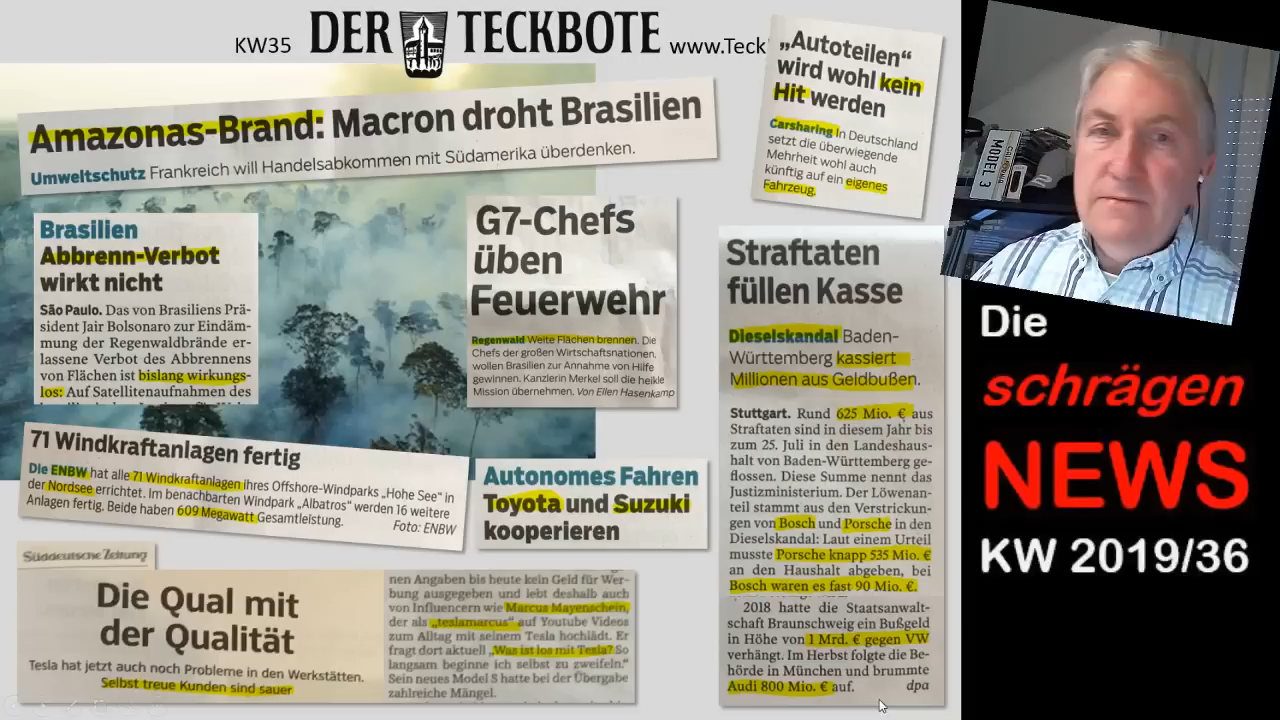 KW35
DER TECKBOTE
www.Teck
Amazonas-Brand: Macron droht Brasilien
Umweltschutz Frankreich will Handelsabkommen mit Südamerika überdenken.
„Autoteilen“
wird wohl kein
Hit werden
Carsharing In Deutschland
setzt die überwiegende
Mehrheit wohl auch
künftig auf ein eigenes
Fahrzeug.
Brasilien
Abbrenn-Verbot
wirkt nicht
São Paulo. Das von Brasiliens Prä-
sident Jair Bolsonaro zur Eindäm-
mung der Regenwaldbrände er-
lassene Verbot des Abbrennens
von Flächen ist bislang wirkungs-
los: Auf Satellitenaufnahmen des
G7-Chefs
üben
Feuerwehr
Regenwald Weite Flächen brennen. Die
Chefs der großen Wirtschaftsnationen,
wollen Brasilien zur Annahme von Hilfe
gewinnen. Kanzlerin Merkel soll die heikle
Mission übernehmen. Von Ellen Hasenkamp
Straftaten
füllen Kasse
Dieselskandal Baden-
Württemberg kassiert
Millionen aus Geldbußen.
Stuttgart. Rund 625 Mio. € aus
Straftaten sind in diesem Jahr bis
zum 25. Juli in den Landeshaus-
halt von Baden-Württemberg ge-
flossen. Diese Summe nennt das
Justizministerium. Der Löwenan-
teil stammt aus den Verstrickun-
gen von Bosch und Porsche in den
Dieselskandal: Laut einem Urteil
musste Porsche knapp 535 Mio. €
an den Haushalt abgeben, bei
Bosch waren es fast 90 Mio. €.
2018 hatte die Staatsanwalt-
schaft Braunschweig ein Bußgeld
in Höhe von 1 Mrd. € gegen VW
verhängt. Im Herbst folgte die Be-
hörde in München und brummte
Audi 800 Mio. € auf. dpa
71 Windkraftanlagen fertig
Die ENBW hat alle 71 Windkraftanlagen ihres Offshore-Windparks „Hohe See“ in
der Nordsee errichtet. Im benachbarten Windpark „Albatros“ werden 16 weitere
Anlagen fertig. Beide haben 609 Megawatt Gesamtleistung. Foto: ENBW
Autonomes Fahren
Toyota und Suzuki
kooperieren
Süddeutsche Zeitung
Die Qual mit
der Qualität
Tesla hat jetzt auch noch Probleme in den Werkstätten.
Selbst treue Kunden sind sauer
nen Angaben bis heute kein Geld für Wer-
bung ausgegeben und lebt deshalb auch
von Influencern wie Marcus Mayenschein,
der als „teslamarcus“ auf Youtube Videos
zum Alltag mit seinem Tesla hochlädt. Er
fragt dort aktuell „Was ist los mit Tesla? So
langsam beginne ich selbst zu zweifeln.“
Sein neues Model S hatte bei der Übergabe
zahlreiche Mängel.
MODEL 3
Die
schrägen
NEWS
KW 2019/36